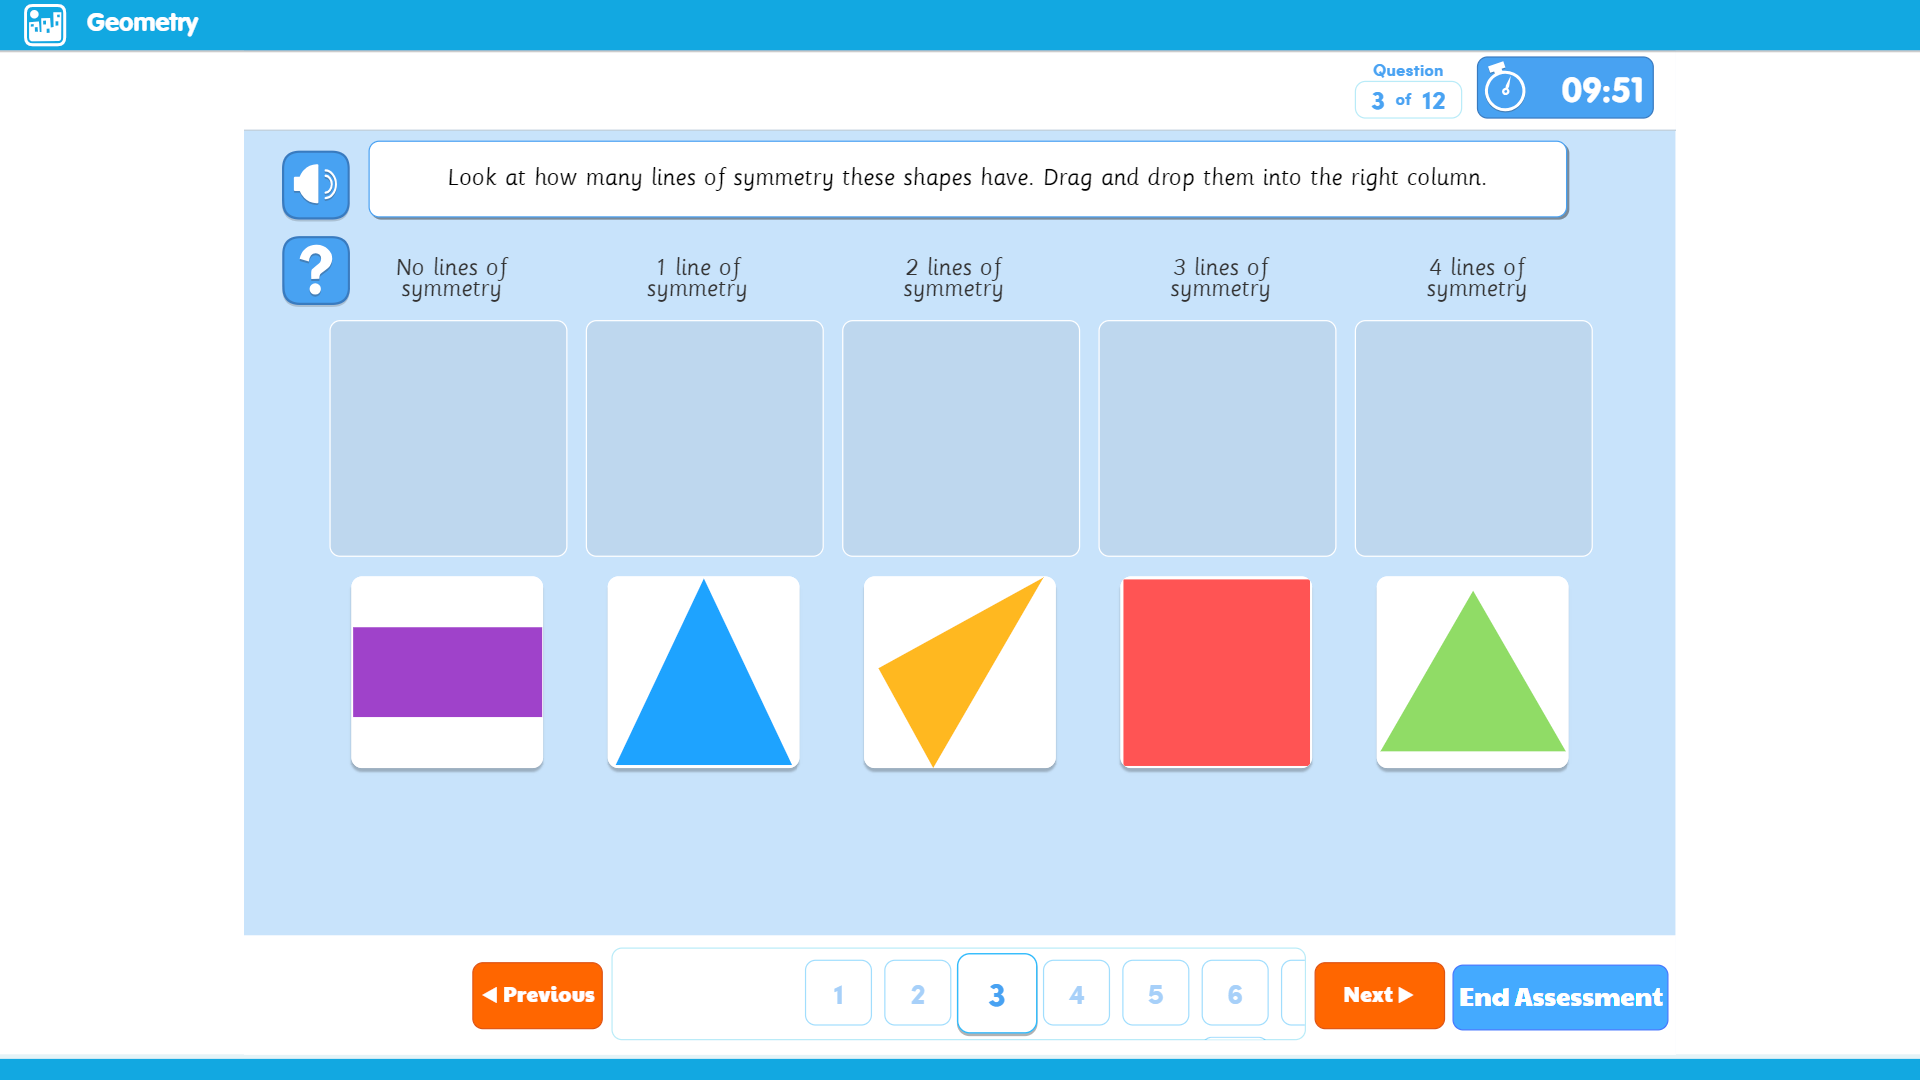 Geometry
Question
3 of 12
09:51
Look at how many lines of symmetry these shapes have. Drag and drop them into the right column.
?
No lines of
symmetry
1 line of
symmetry
2 lines of
symmetry
3 lines of
symmetry
4 lines of
symmetry
Previous
1
2
3
4
5
6
Next
End Assessment